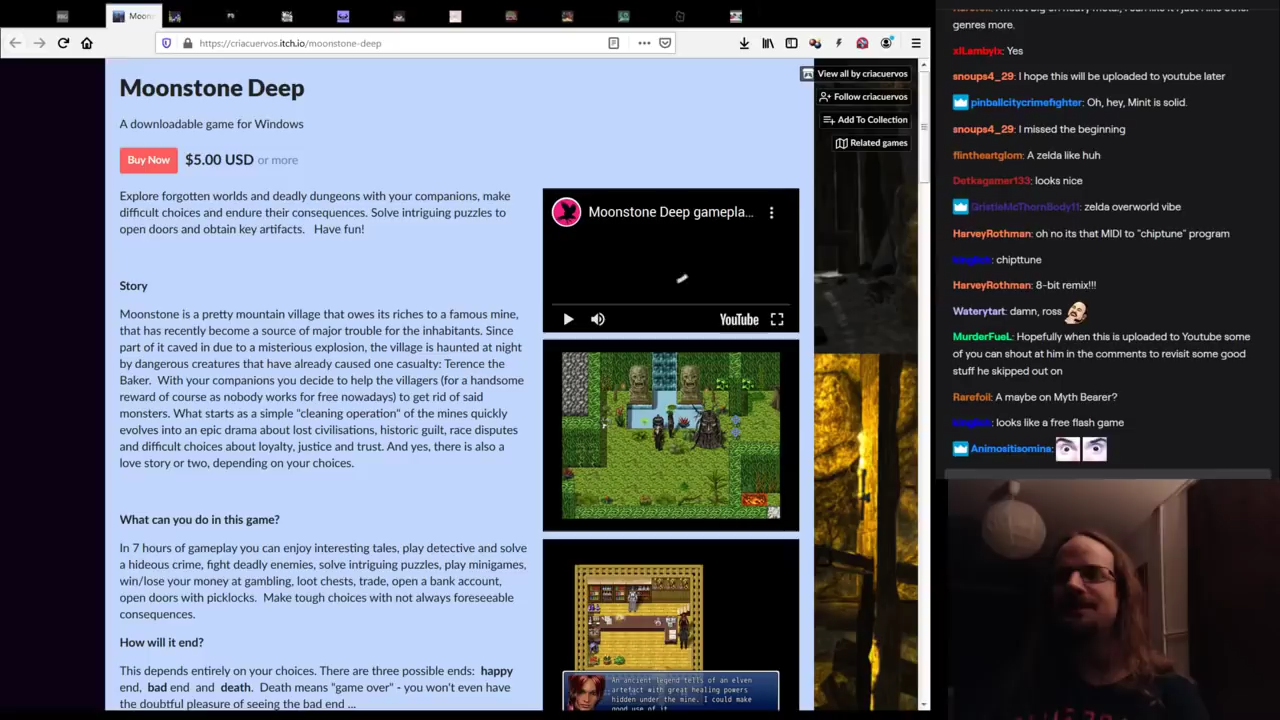 Moons
https://criacuervos.itch.io/moonstone-deep
Moonstone Deep
A downloadable game for Windows
Buy Now $5.00 USD or more
Explore forgotten worlds and deadly dungeons with your companions, make
difficult choices and endure their consequences. Solve intriguing puzzles to
open doors and obtain key artifacts. Have fun!
Story
Moonstone is a pretty mountain village that owes its riches to a famous mine,
that has recently become a source of major trouble for the inhabitants. Since
part of it caved in due to a misterious explosion, the village is haunted at night
by dangerous creatures that have already caused one casualty: Terence the
Baker. With your companions you decide to help the villagers (for a handsome
reward of course as nobody works for free nowadays) to get rid of said
monsters. What starts as a simple "cleaning operation" of the mines quickly
evolves into an epic drama about lost civilisations, historic guilt, race disputes
and difficult choices about loyalty, justice and trust. And yes, there is also a
love story or two, depending on your choices.
What can you do in this game?
In 7 hours of gameplay you can enjoy interesting tales, play detective and solve
a hideous crime, fight deadly enemies, solve intriguing puzzles, play minigames,
win/lose your money at gambling, loot chests, trade, open a bank account,
open doors with picklocks. Make tough choices with not always foreseeable
consequences.
How will it end?
This depends entirely on your choices. There are three possible ends: happy
end, bad end and death. Death means "game over" - you won't even have
the doubtful pleasure of seeing the bad end ...
Moonstone Deep gamepla...
YouTube
An ancient legend tells of an elven
artefact with great healing powers
hidden under the mine. I could make
good use of it.
View all by criacuervos
Follow criacuervos
Add To Collection
Related games
genres more.
xILambyIx: Yes
snoups4_29: I hope this will be uploaded to youtube later
pinballcitycrimefighter: Oh, hey, Minit is solid.
snoups4_29: I missed the beginning
flintheartglom: A zelda like huh
Detkagamer133: looks nice
GristleMcThornBody11: zelda overworld vibe
HarveyRothman: oh no its that MIDI to "chiptune" program
: chipttune
HarveyRothman: 8-bit remix!!!
Waterytart: damn, ross
MurderFueL: Hopefully when this is uploaded to Youtube some
of you can shout at him in the comments to revisit some good
stuff he skipped out on
Rarefoil: A maybe on Myth Bearer?
: looks like a free flash game
Animositisomina: